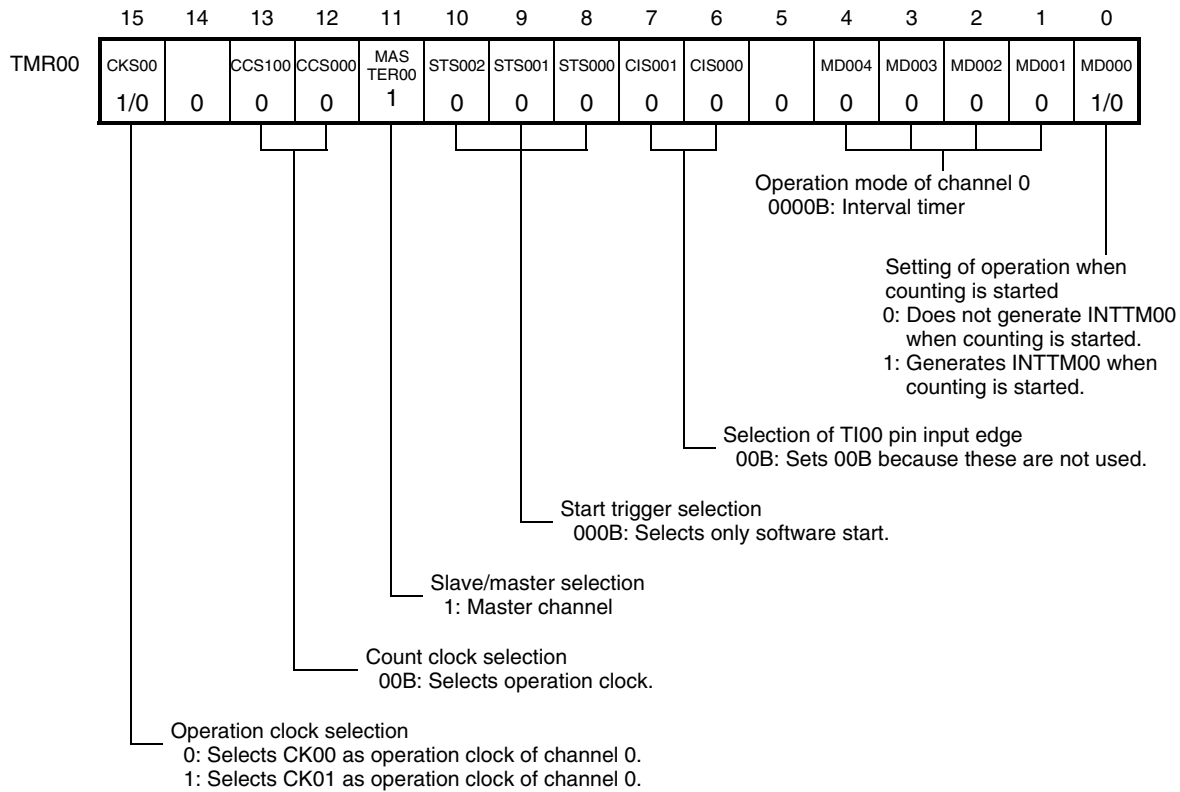 15 14 13 12 11 10 9 8 7 6 5 4 3 2 1 0
TMR00
CKS00 CCS100 CCS000 MAS TER00 STS002 STS001 STS000 CIS001 CIS000 MD004 MD003 MD002 MD001 MD000
1/0 0 0 0 1 0 0 0 0 0 0 0 0 0 0 1/0
Operation mode of channel 0
0000B: Interval timer
Setting of operation when
counting is started
0: Does not generate INTTM00
when counting is started.
1: Generates INTTM00 when
counting is started.
Selection of TI00 pin input edge
00B: Sets 00B because these are not used.
Start trigger selection
000B: Selects only software start.
Slave/master selection
1: Master channel
Count clock selection
00B: Selects operation clock.
Operation clock selection
0: Selects CK00 as operation clock of channel 0.
1: Selects CK01 as operation clock of channel 0.